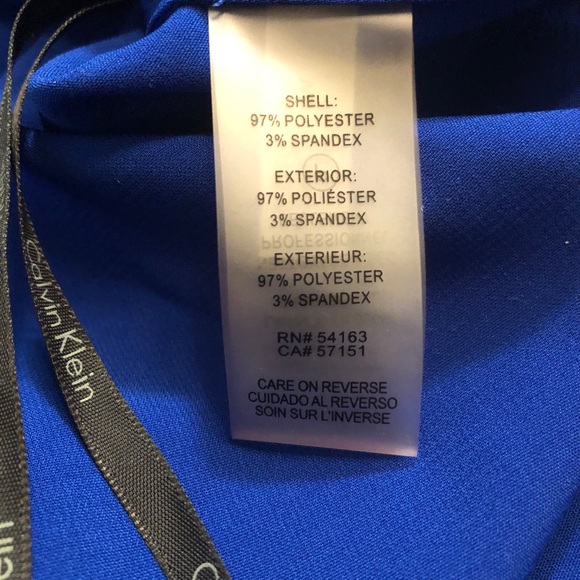 SHELL:
97% POLYESTER
3% SPANDEX
EXTERIOR:
97% POLIÉSTER
3% SPANDEX
EXTERIEUR:
97% POLYESTER
3% SPANDEX
RN# 54163
CA# 57151
CARE ON REVERSE
CUIDADO AL REVERSO
SOIN SUR L'INVERSE
Calvin Klein
ein
C